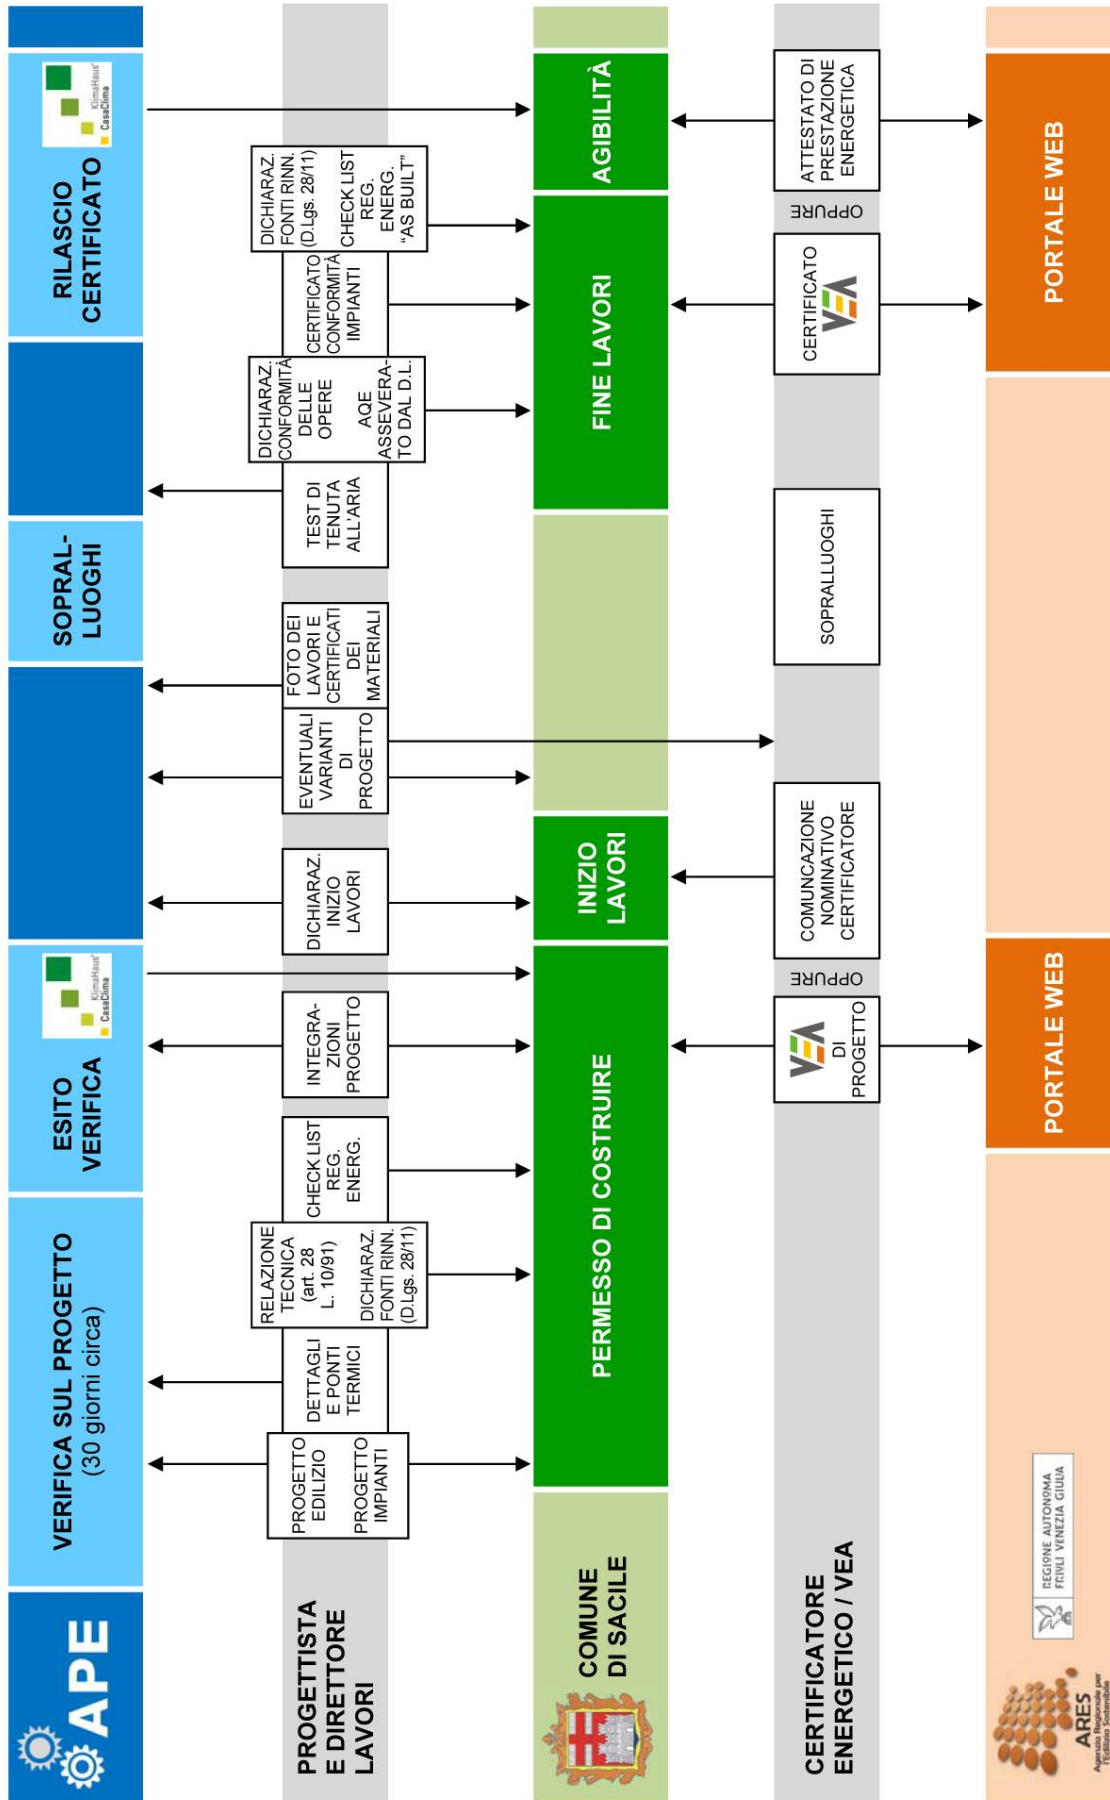 APE
VERIFICA SUL PROGETTO
(30 giorni circa)
ESITO
VERIFICA
KlimaHaus®
CasaClima
SOPRAL-
LUOGHI
RILASCIO
CERTIFICATO
KlimaHaus®
CasaClima
PROGETTISTA
E DIRETTORE
LAVORI
PROGETTO
EDILIZIO
PROGETTO
IMPIANTI
DETTAGLI
E PONTI
TERMICI
RELAZIONE
TECNICA
(art. 28
L. 10/91)
DICHIARAZ.
FONTI RINN.
(D.Lgs. 28/11)
CHECK LIST
REG.
ENERG.
INTEGRA-
ZIONI
PROGETTO
DICHIARAZ.
INIZIO
LAVORI
EVENTUALI
VARIANTI
DI
PROGETTO
FOTO DEI
LAVORI E
CERTIFICATI
DEI
MATERIALI
TEST DI
TENUTA
ALL'ARIA
DICHIARAZ.
CONFORMITÀ
DELLE
OPERE
AQE
ASSEVERA-
TO DAL D.L.
CERTIFICATO
CONFORMITÀ
IMPIANTI
DICHIARAZ.
FONTI RINN.
(D.Lgs. 28/11)
CHECK LIST
REG.
ENERG.
“AS BUILT”
COMUNE
DI SACILE
PERMESSO DI COSTRUIRE
INIZIO
LAVORI
FINE LAVORI
AGIBILITÀ
CERTIFICATORE
ENERGETICO / VEA
VEA
DI
PROGETTO
OPPURE
COMUNCAZIONE
NOMINATIVO
CERTIFICATORE
SOPRALLUOGHI
CERTIFICATO
VEA
OPPURE
ATTESTATO DI
PRESTAZIONE
ENERGETICA
ARES
Agenzia Regionale per
l'Edilizia Sostenibile
REGIONE AUTONOMA
FRIULI VENEZIA GIULIA
PORTALE WEB
PORTALE WEB